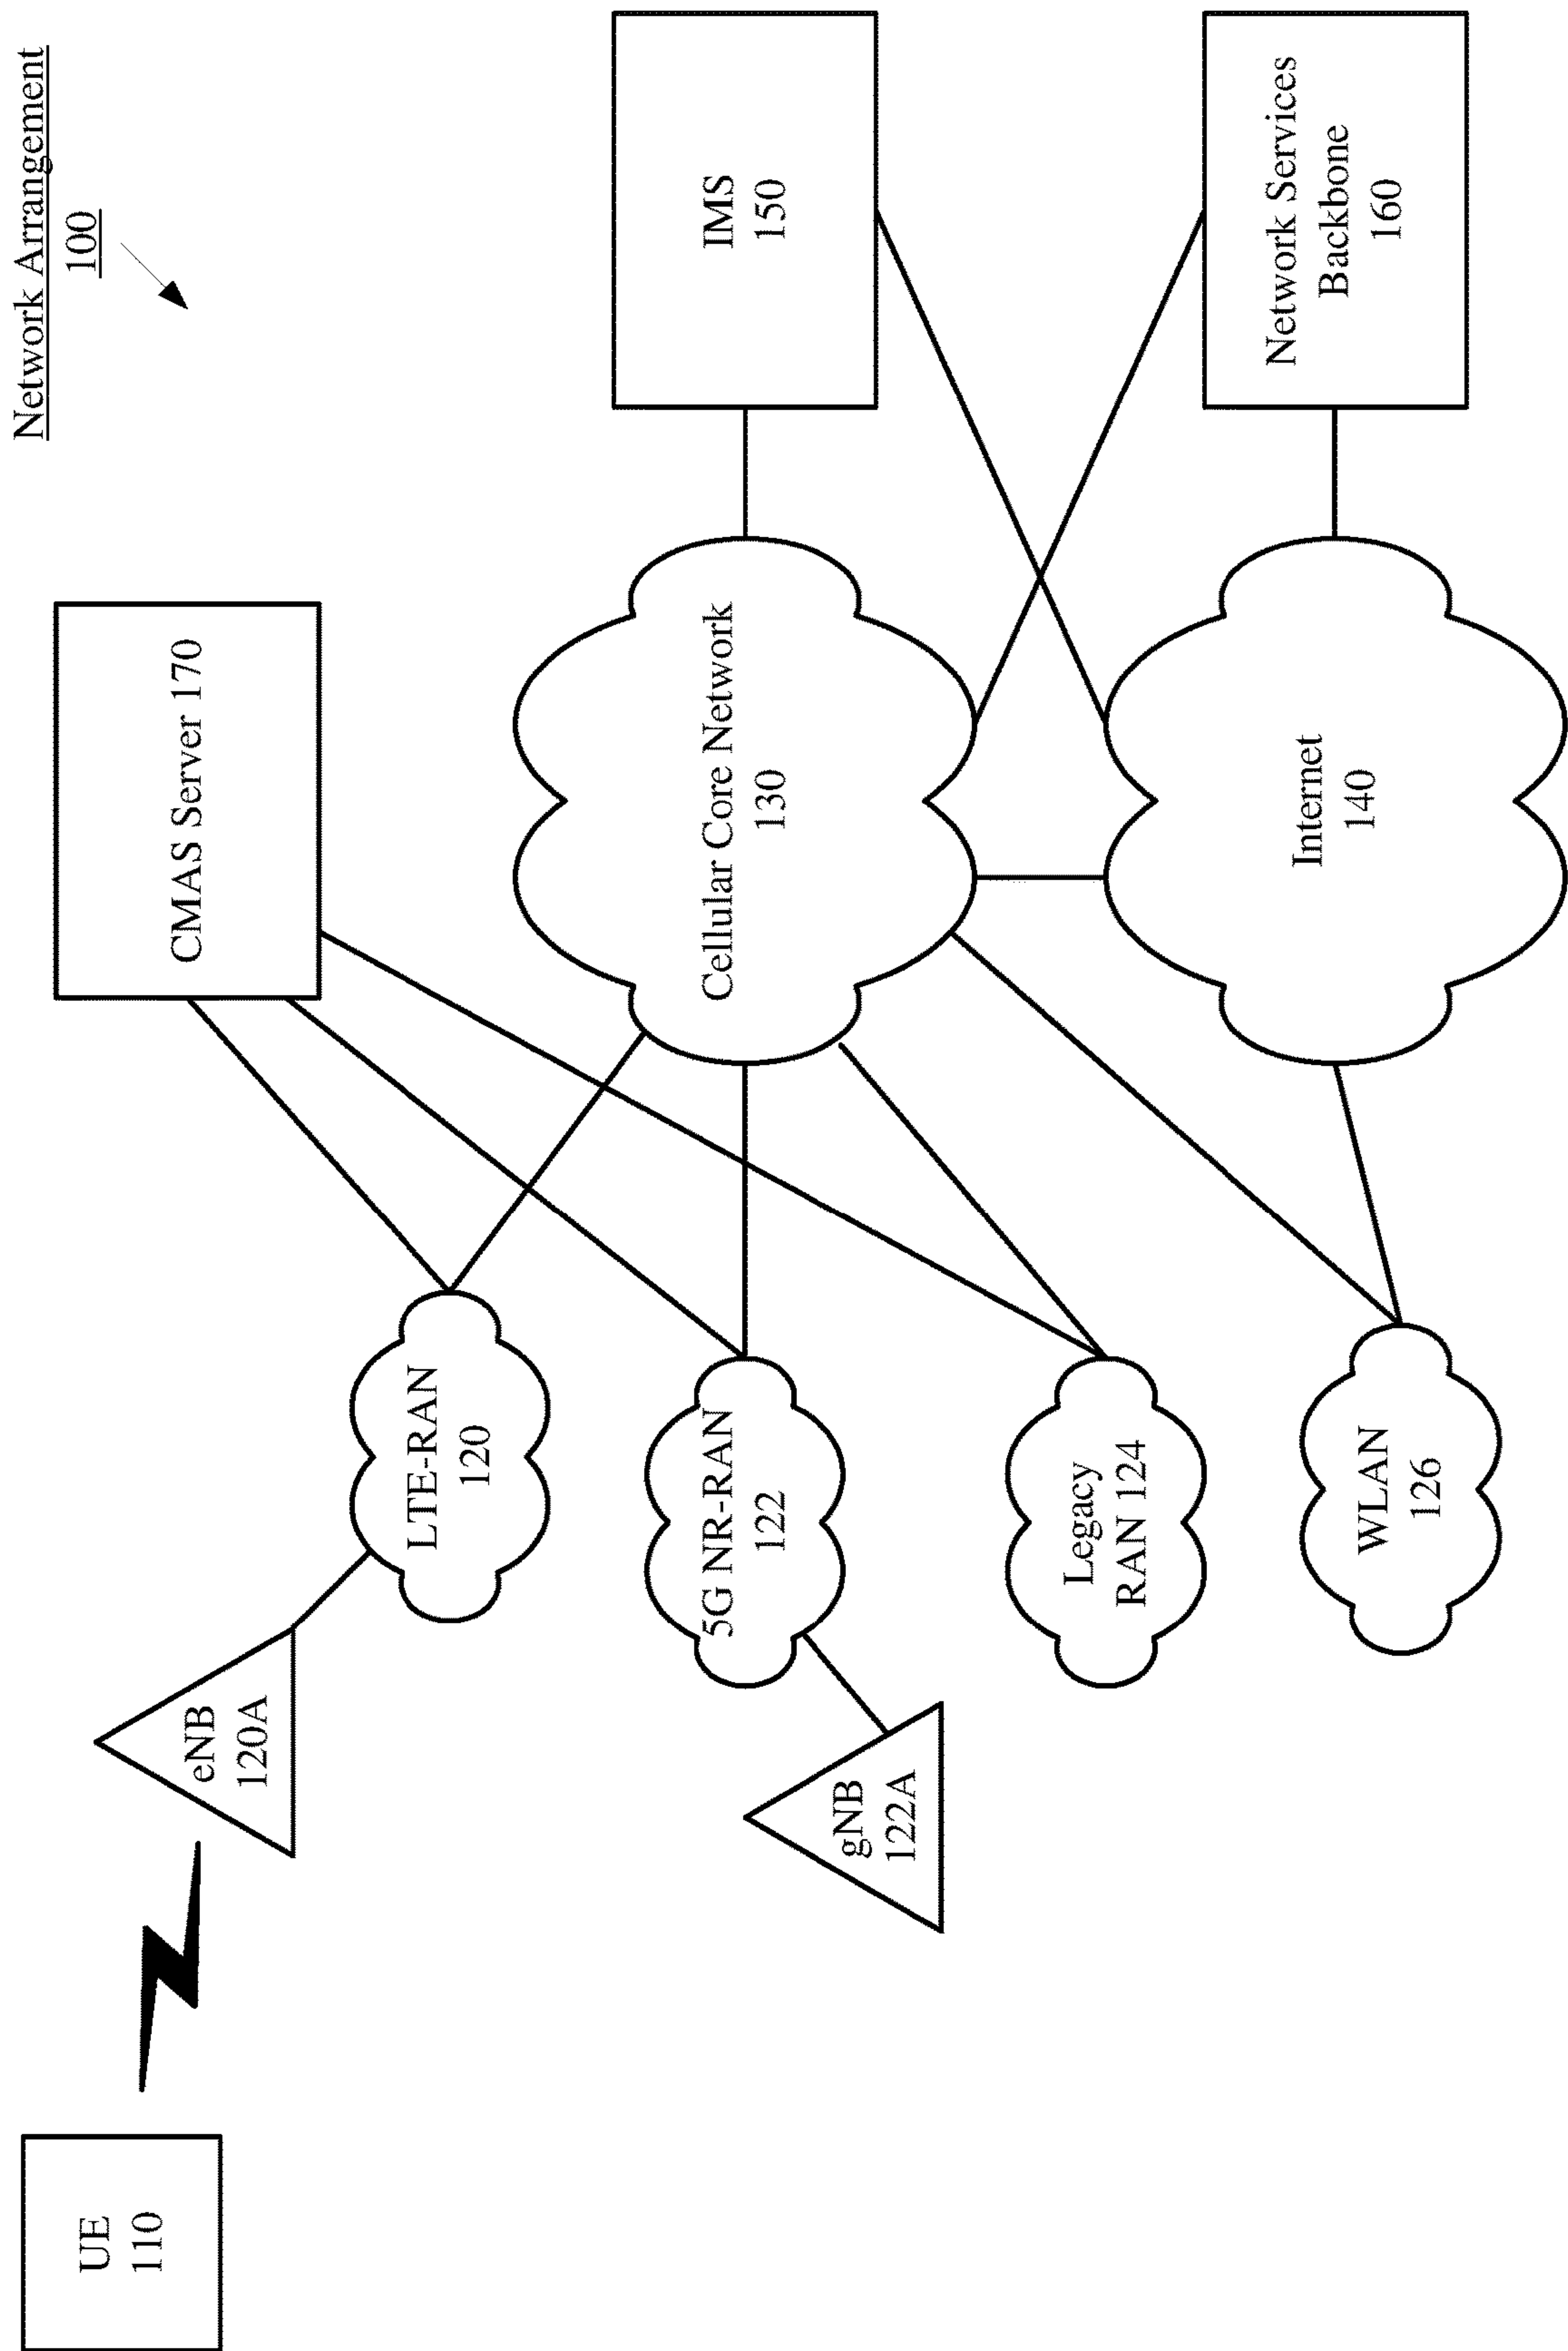 Network Arrangement
100
UE
110
eNB
120A
LTE-RAN
120
CMAS Server 170
gNB
122A
5G NR-RAN
122
Cellular Core Network
130
IMS
150
Legacy
RAN 124
WLAN
126
Internet
140
Network Services
Backbone
160